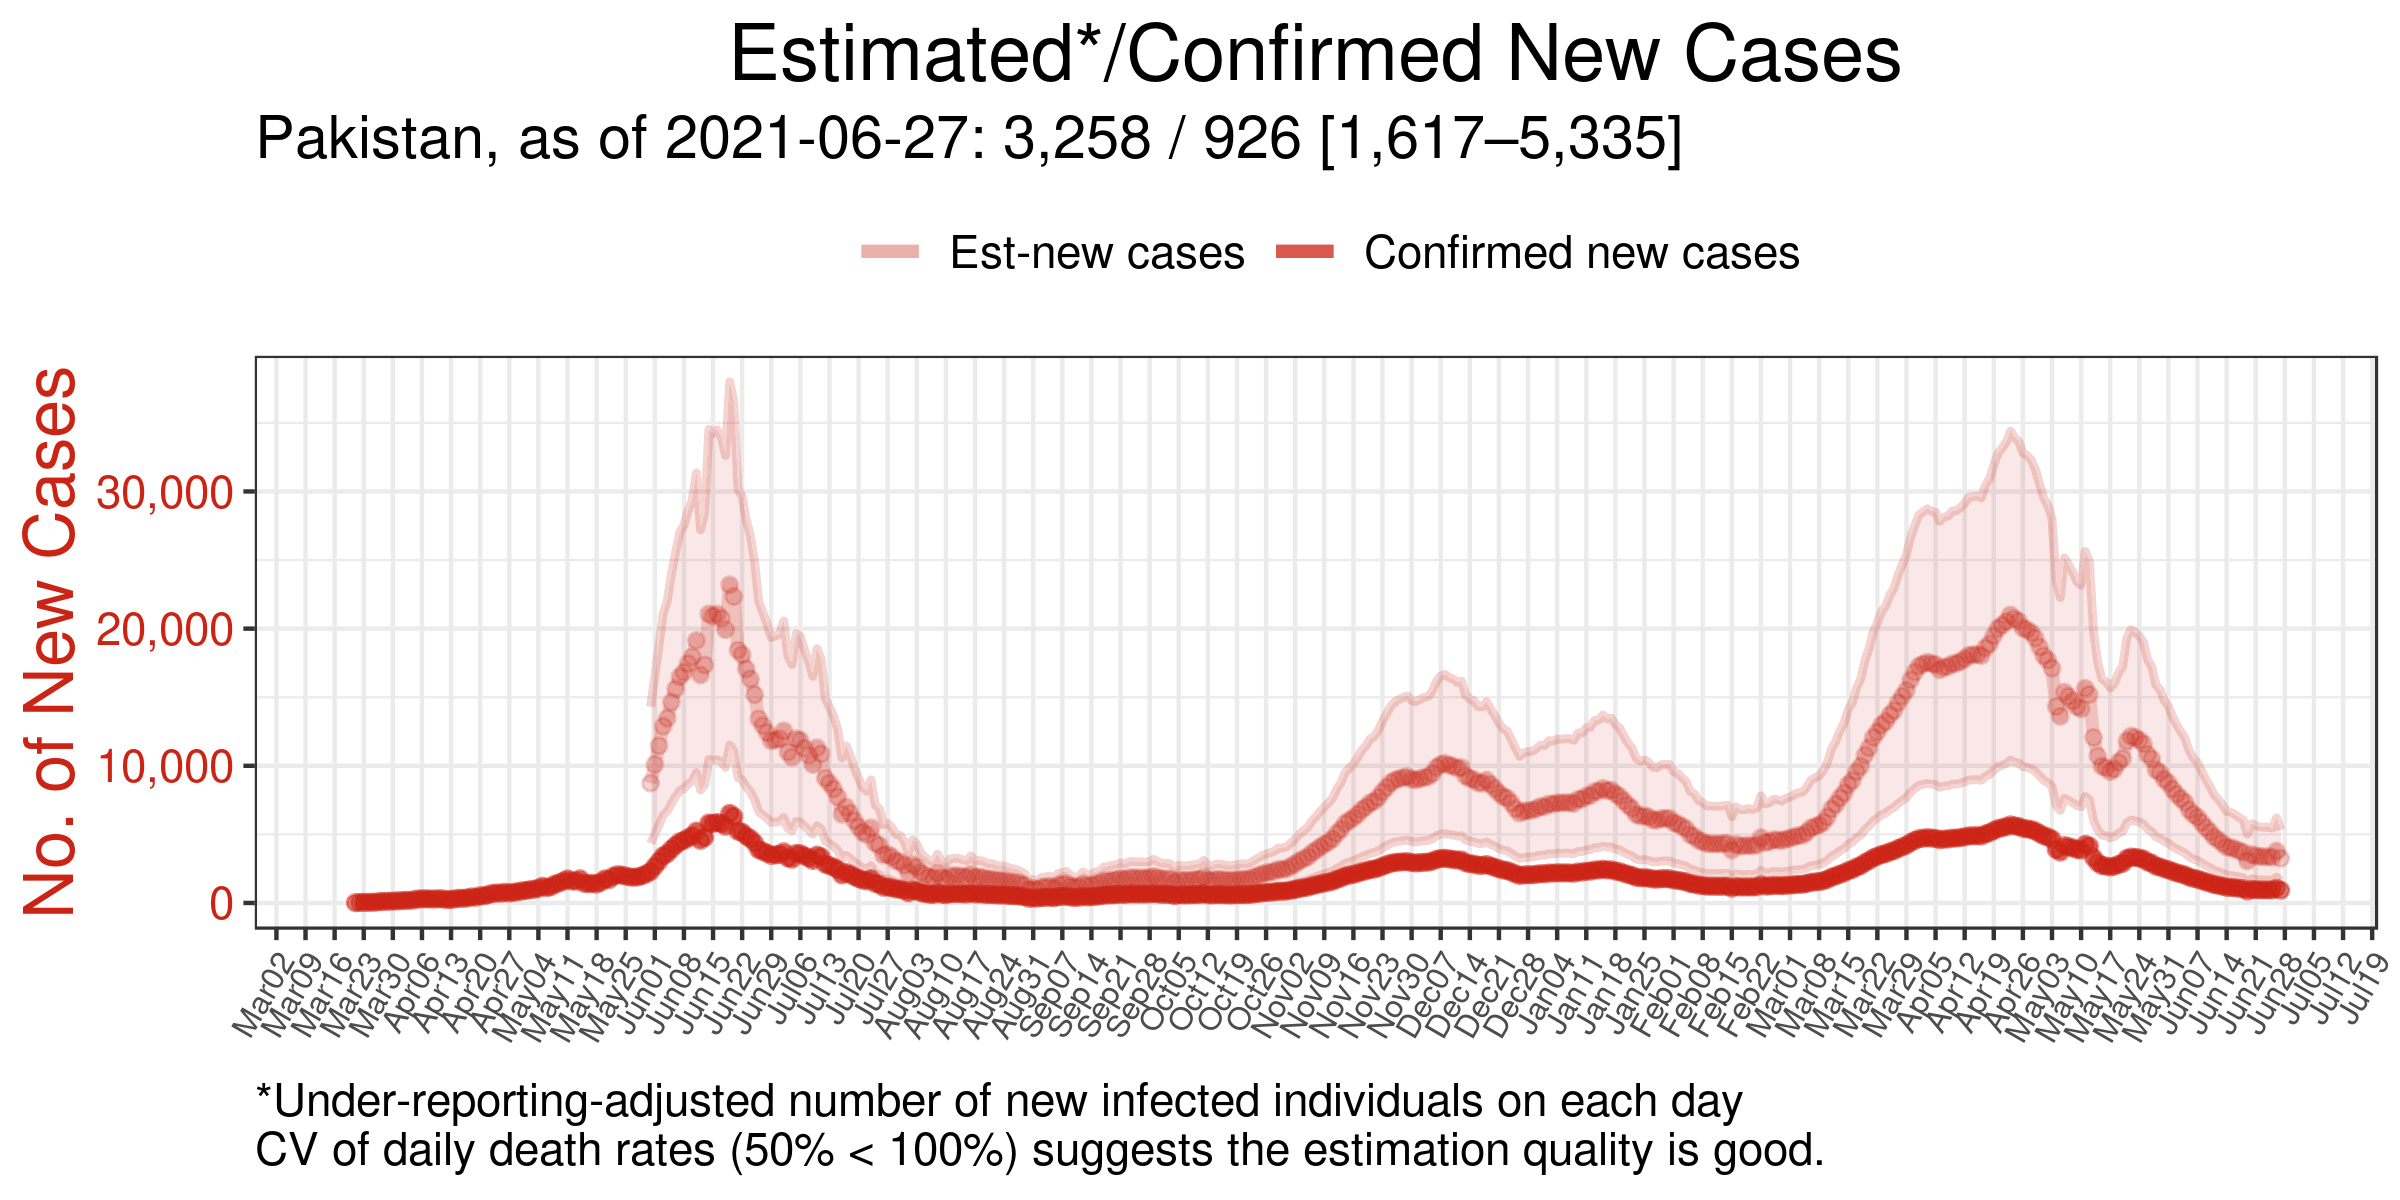 Estimated*/Confirmed New Cases
Pakistan, as of 2021-06-27: 3,258 / 926 [1,617–5,335]
Est-new cases Confirmed new cases
No. of New Cases
30,000
20,000
10,000
0
Mar02 Mar09 Mar16 Mar23 Mar30 Apr06 Apr13 Apr20 Apr27 May04 May11 May18 May25 Jun01 Jun08 Jun15 Jun22 Jun29 Jul06 Jul13 Jul20 Jul27 Aug03 Aug10 Aug17 Aug24 Aug31 Sep07 Sep14 Sep21 Sep28 Oct05 Oct12 Oct19 Oct26 Nov02 Nov09 Nov16 Nov23 Nov30 Dec07 Dec14 Dec21 Dec28 Jan04 Jan11 Jan18 Jan25 Feb01 Feb08 Feb15 Feb22 Mar01 Mar08 Mar15 Mar22 Mar29 Apr05 Apr12 Apr19 Apr26 May03 May10 May17 May24 May31 Jun07 Jun14 Jun21 Jun28 Jul05 Jul12 Jul19
*Under-reporting-adjusted number of new infected individuals on each day
CV of daily death rates (50% < 100%) suggests the estimation quality is good.